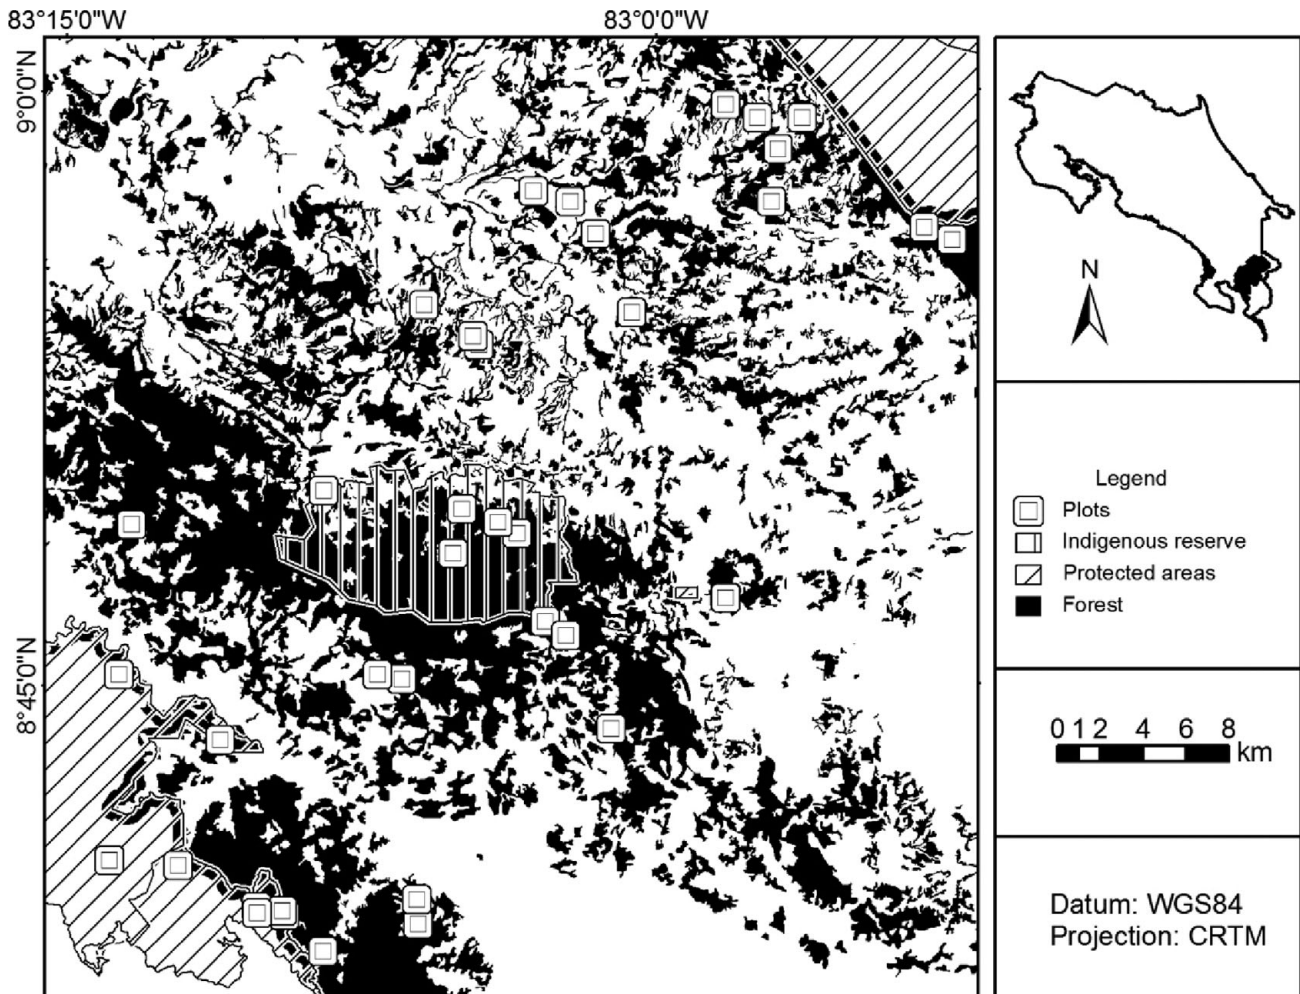 83°15'0"W
83°0'0"W
9°0'0"N
8°45'0"N
N
Legend
Plots
Indigenous reserve
Protected areas
Forest
0 1 2 4 6 8
km
Datum: WGS84
Projection: CRTM